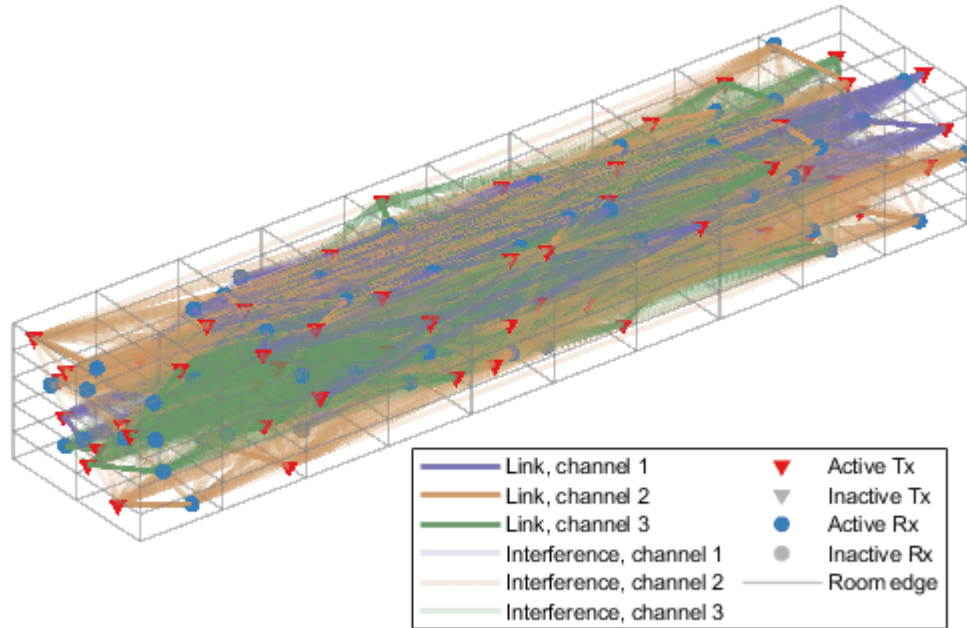 Link, channel 1
Link, channel 2
Link, channel 3
Interference, channel 1
Interference, channel 2
Interference, channel 3
Active Tx
Inactive Tx
Active Rx
Inactive Rx
Room edge